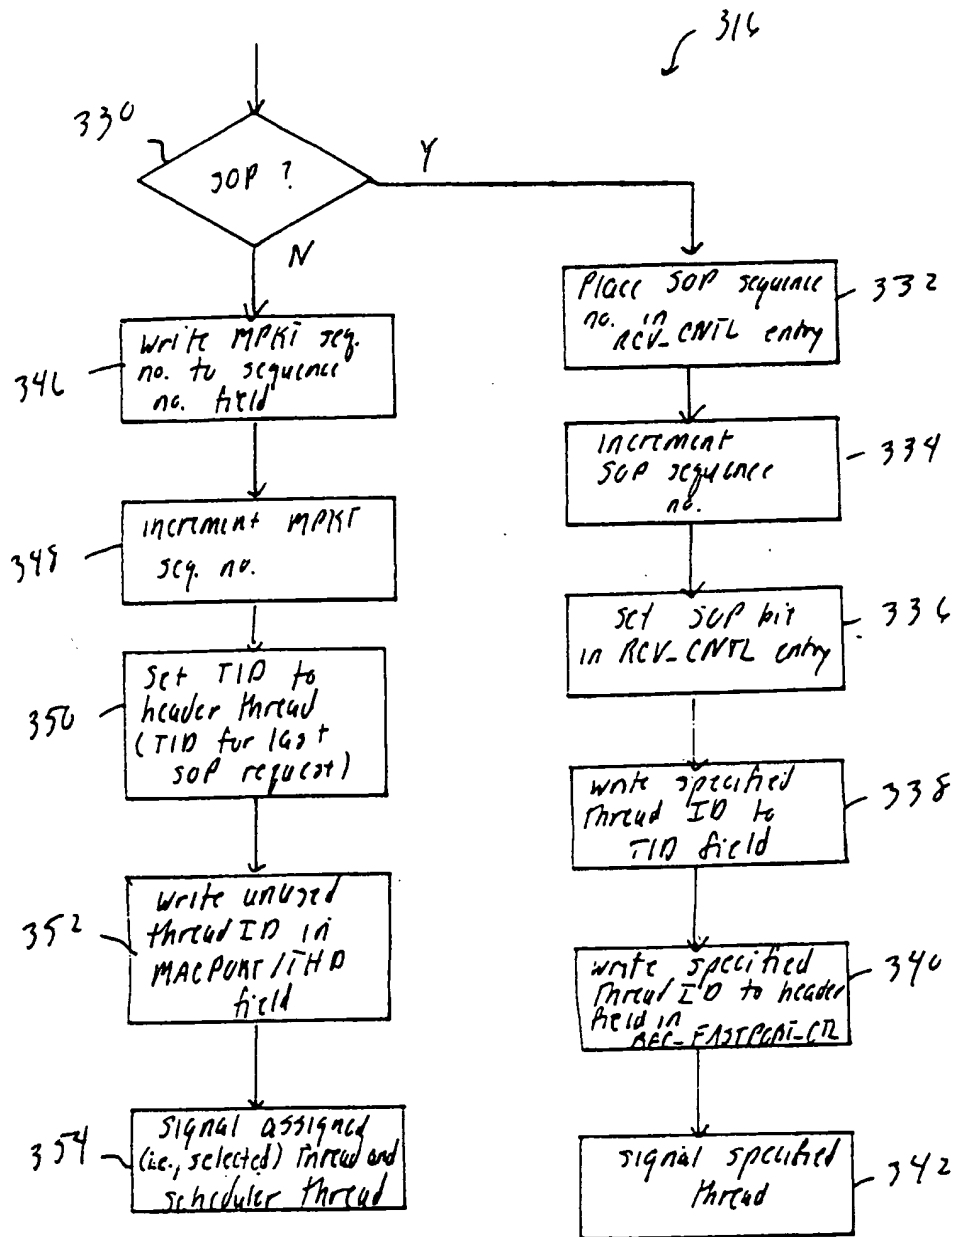 316
330
SOP ?
Y
N
Place SOP sequence
no. in
RCV_CNTL entry
332
Write MPKT seq.
no. to sequence
no. field
346
increment
SOP sequence
no.
334
increment MPKT
seq. no.
348
set SOP bit
in RCV_CNTL entry
336
Set TID to
header thread
(TID for last
SOP request)
350
write specified
thread ID to
TID field
338
write unused
thread ID in
MACPORT/THD
field
352
write specified
thread ID to header
field in
REC_FASTPORT_CTL
340
signal assigned
(i.e., selected) thread and
scheduler thread
354
signal specified
thread
342